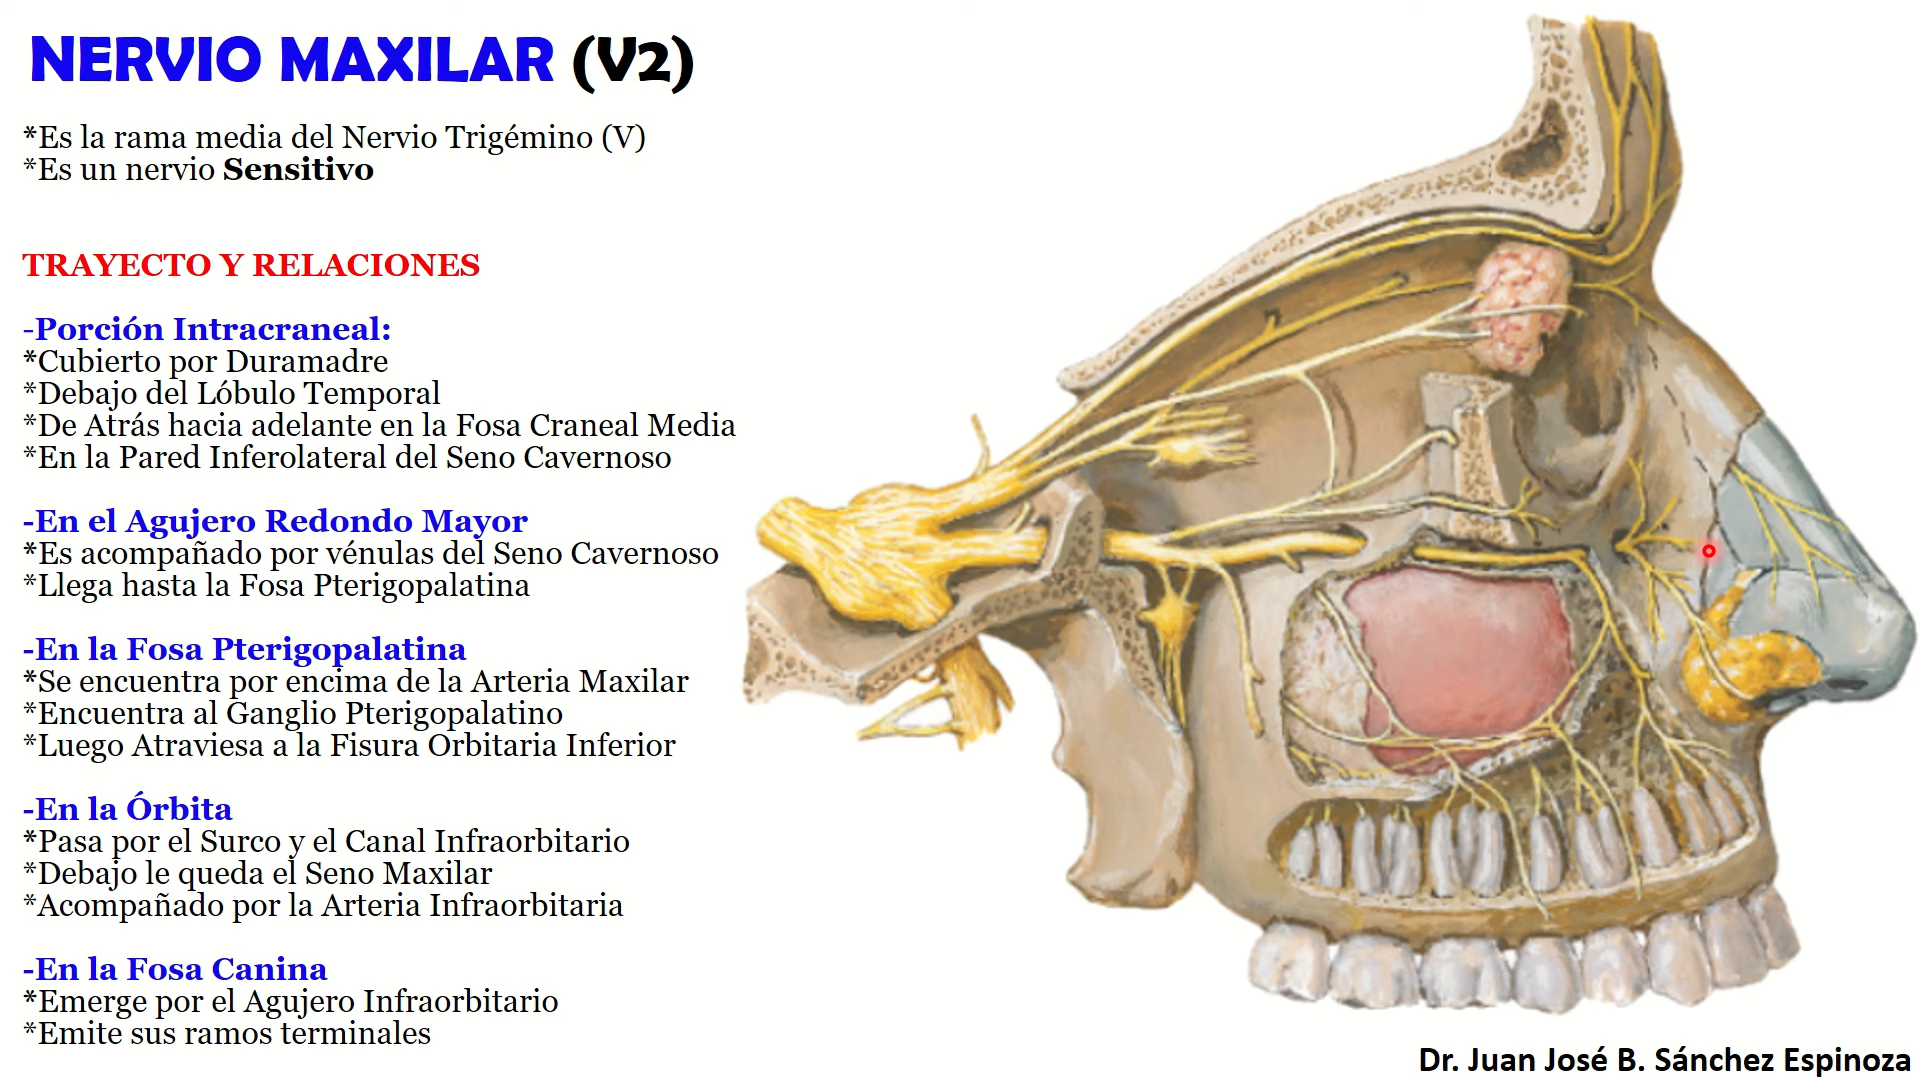 NERVIO MAXILAR (V2)
*Es la rama media del Nervio Trigémino (V)
*Es un nervio Sensitivo
TRAYECTO Y RELACIONES
-Porción Intracraneal:
*Cubierto por Duramadre
*Debajo del Lóbulo Temporal
*De Atrás hacia adelante en la Fosa Craneal Media
*En la Pared Inferolateral del Seno Cavernoso
-En el Agujero Redondo Mayor
*Es acompañado por vénulas del Seno Cavernoso
*Llega hasta la Fosa Pterigopalatina
-En la Fosa Pterigopalatina
*Se encuentra por encima de la Arteria Maxilar
*Encuentra al Ganglio Pterigopalatino
*Luego Atraviesa a la Fisura Orbitaria Inferior
-En la Órbita
*Pasa por el Surco y el Canal Infraorbitario
*Debajo le queda el Seno Maxilar
*Acompañado por la Arteria Infraorbitaria
-En la Fosa Canina
*Emerge por el Agujero Infraorbitario
*Emite sus ramos terminales
Dr. Juan José B. Sánchez Espinoza